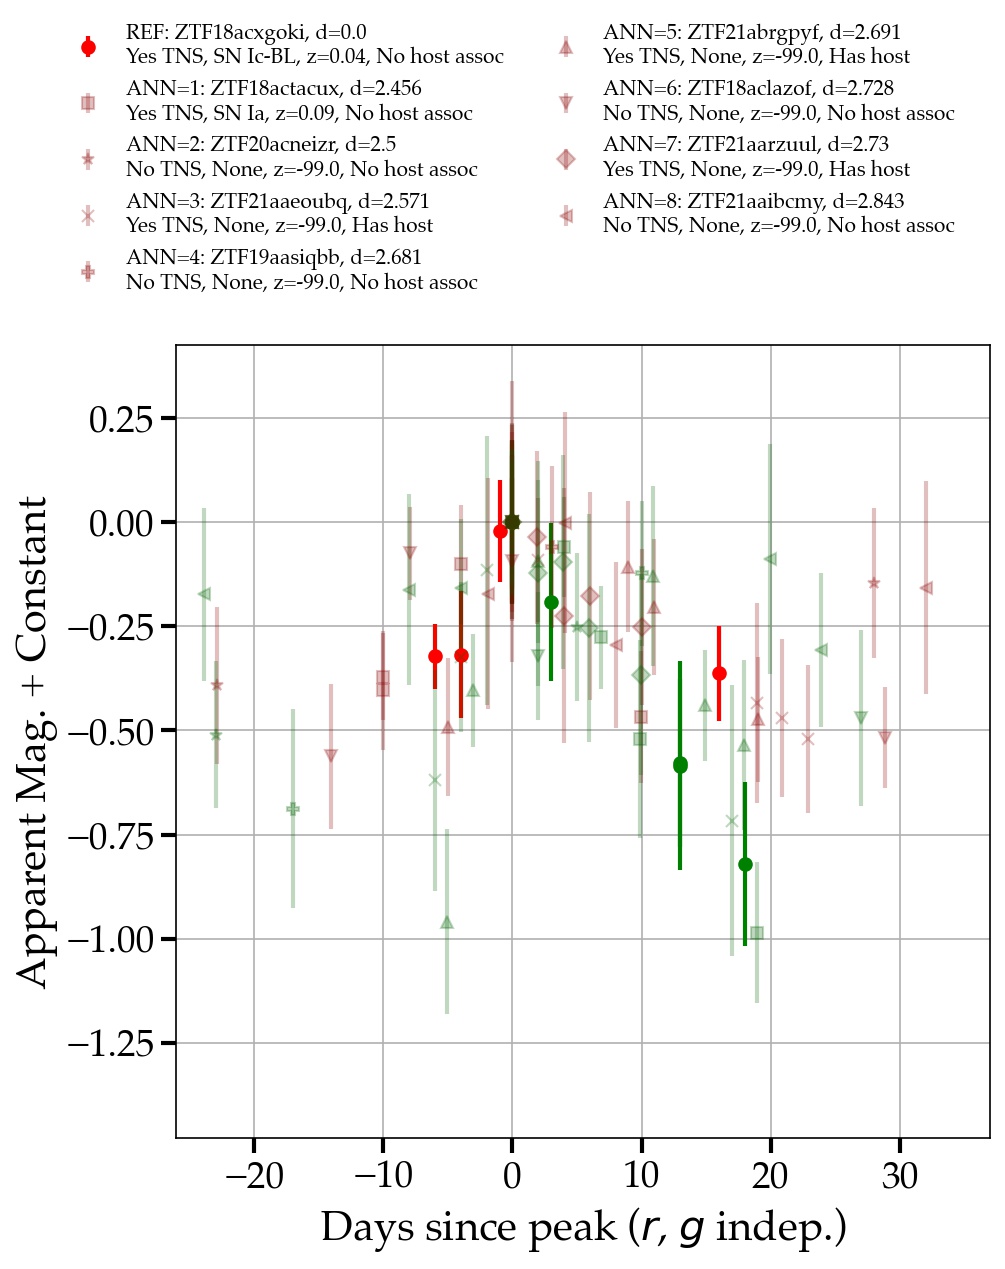 REF: ZTF18acxgoki, d=0.0
Yes TNS, SN Ic-BL, z=0.04, No host assoc
ANN=1: ZTF18actacux, d=2.456
Yes TNS, SN Ia, z=0.09, No host assoc
ANN=2: ZTF20acneizr, d=2.5
No TNS, None, z=-99.0, No host assoc
ANN=3: ZTF21aaeoubq, d=2.571
Yes TNS, None, z=-99.0, Has host
ANN=4: ZTF19aasiqbb, d=2.681
No TNS, None, z=-99.0, No host assoc
ANN=5: ZTF21abrgpyf, d=2.691
Yes TNS, None, z=-99.0, Has host
ANN=6: ZTF18aclazof, d=2.728
No TNS, None, z=-99.0, No host assoc
ANN=7: ZTF21aarzuul, d=2.73
Yes TNS, None, z=-99.0, Has host
ANN=8: ZTF21aaibcmy, d=2.843
No TNS, None, z=-99.0, No host assoc
Apparent Mag. + Constant
0.25
0.00
−0.25
−0.50
−0.75
−1.00
−1.25
−20
−10
0
10
20
30
Days since peak (r, g indep.)